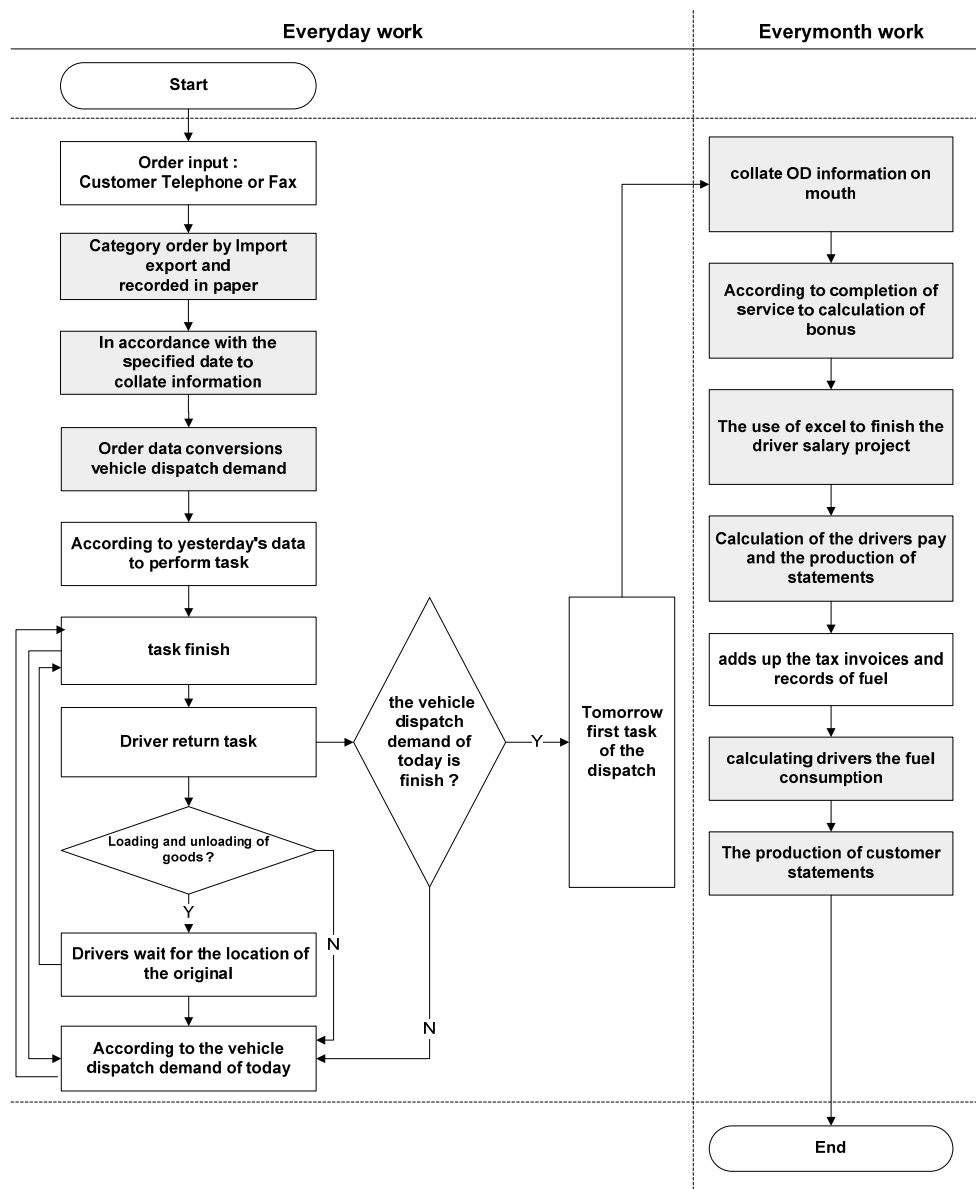 Everyday work
Everymonth work
Start
Order input :
Customer Telephone or Fax
Category order by Import
export and
recorded in paper
In accordance with the
specified date to
collate information
Order data conversions
vehicle dispatch demand
According to yesterday's data
to perform task
task finish
Driver return task
the vehicle
dispatch
demand of
today is
finish ?
Y
Tomorrow
first task
of the
dispatch
Loading and unloading of
goods ?
Y
N
Drivers wait for the location of
the original
N
According to the vehicle
dispatch demand of today
collate OD information on
mouth
According to completion of
service to calculation of
bonus
The use of excel to finish the
driver salary project
Calculation of the drivers pay
and the production of
statements
adds up the tax invoices and
records of fuel
calculating drivers the fuel
consumption
The production of customer
statements
End